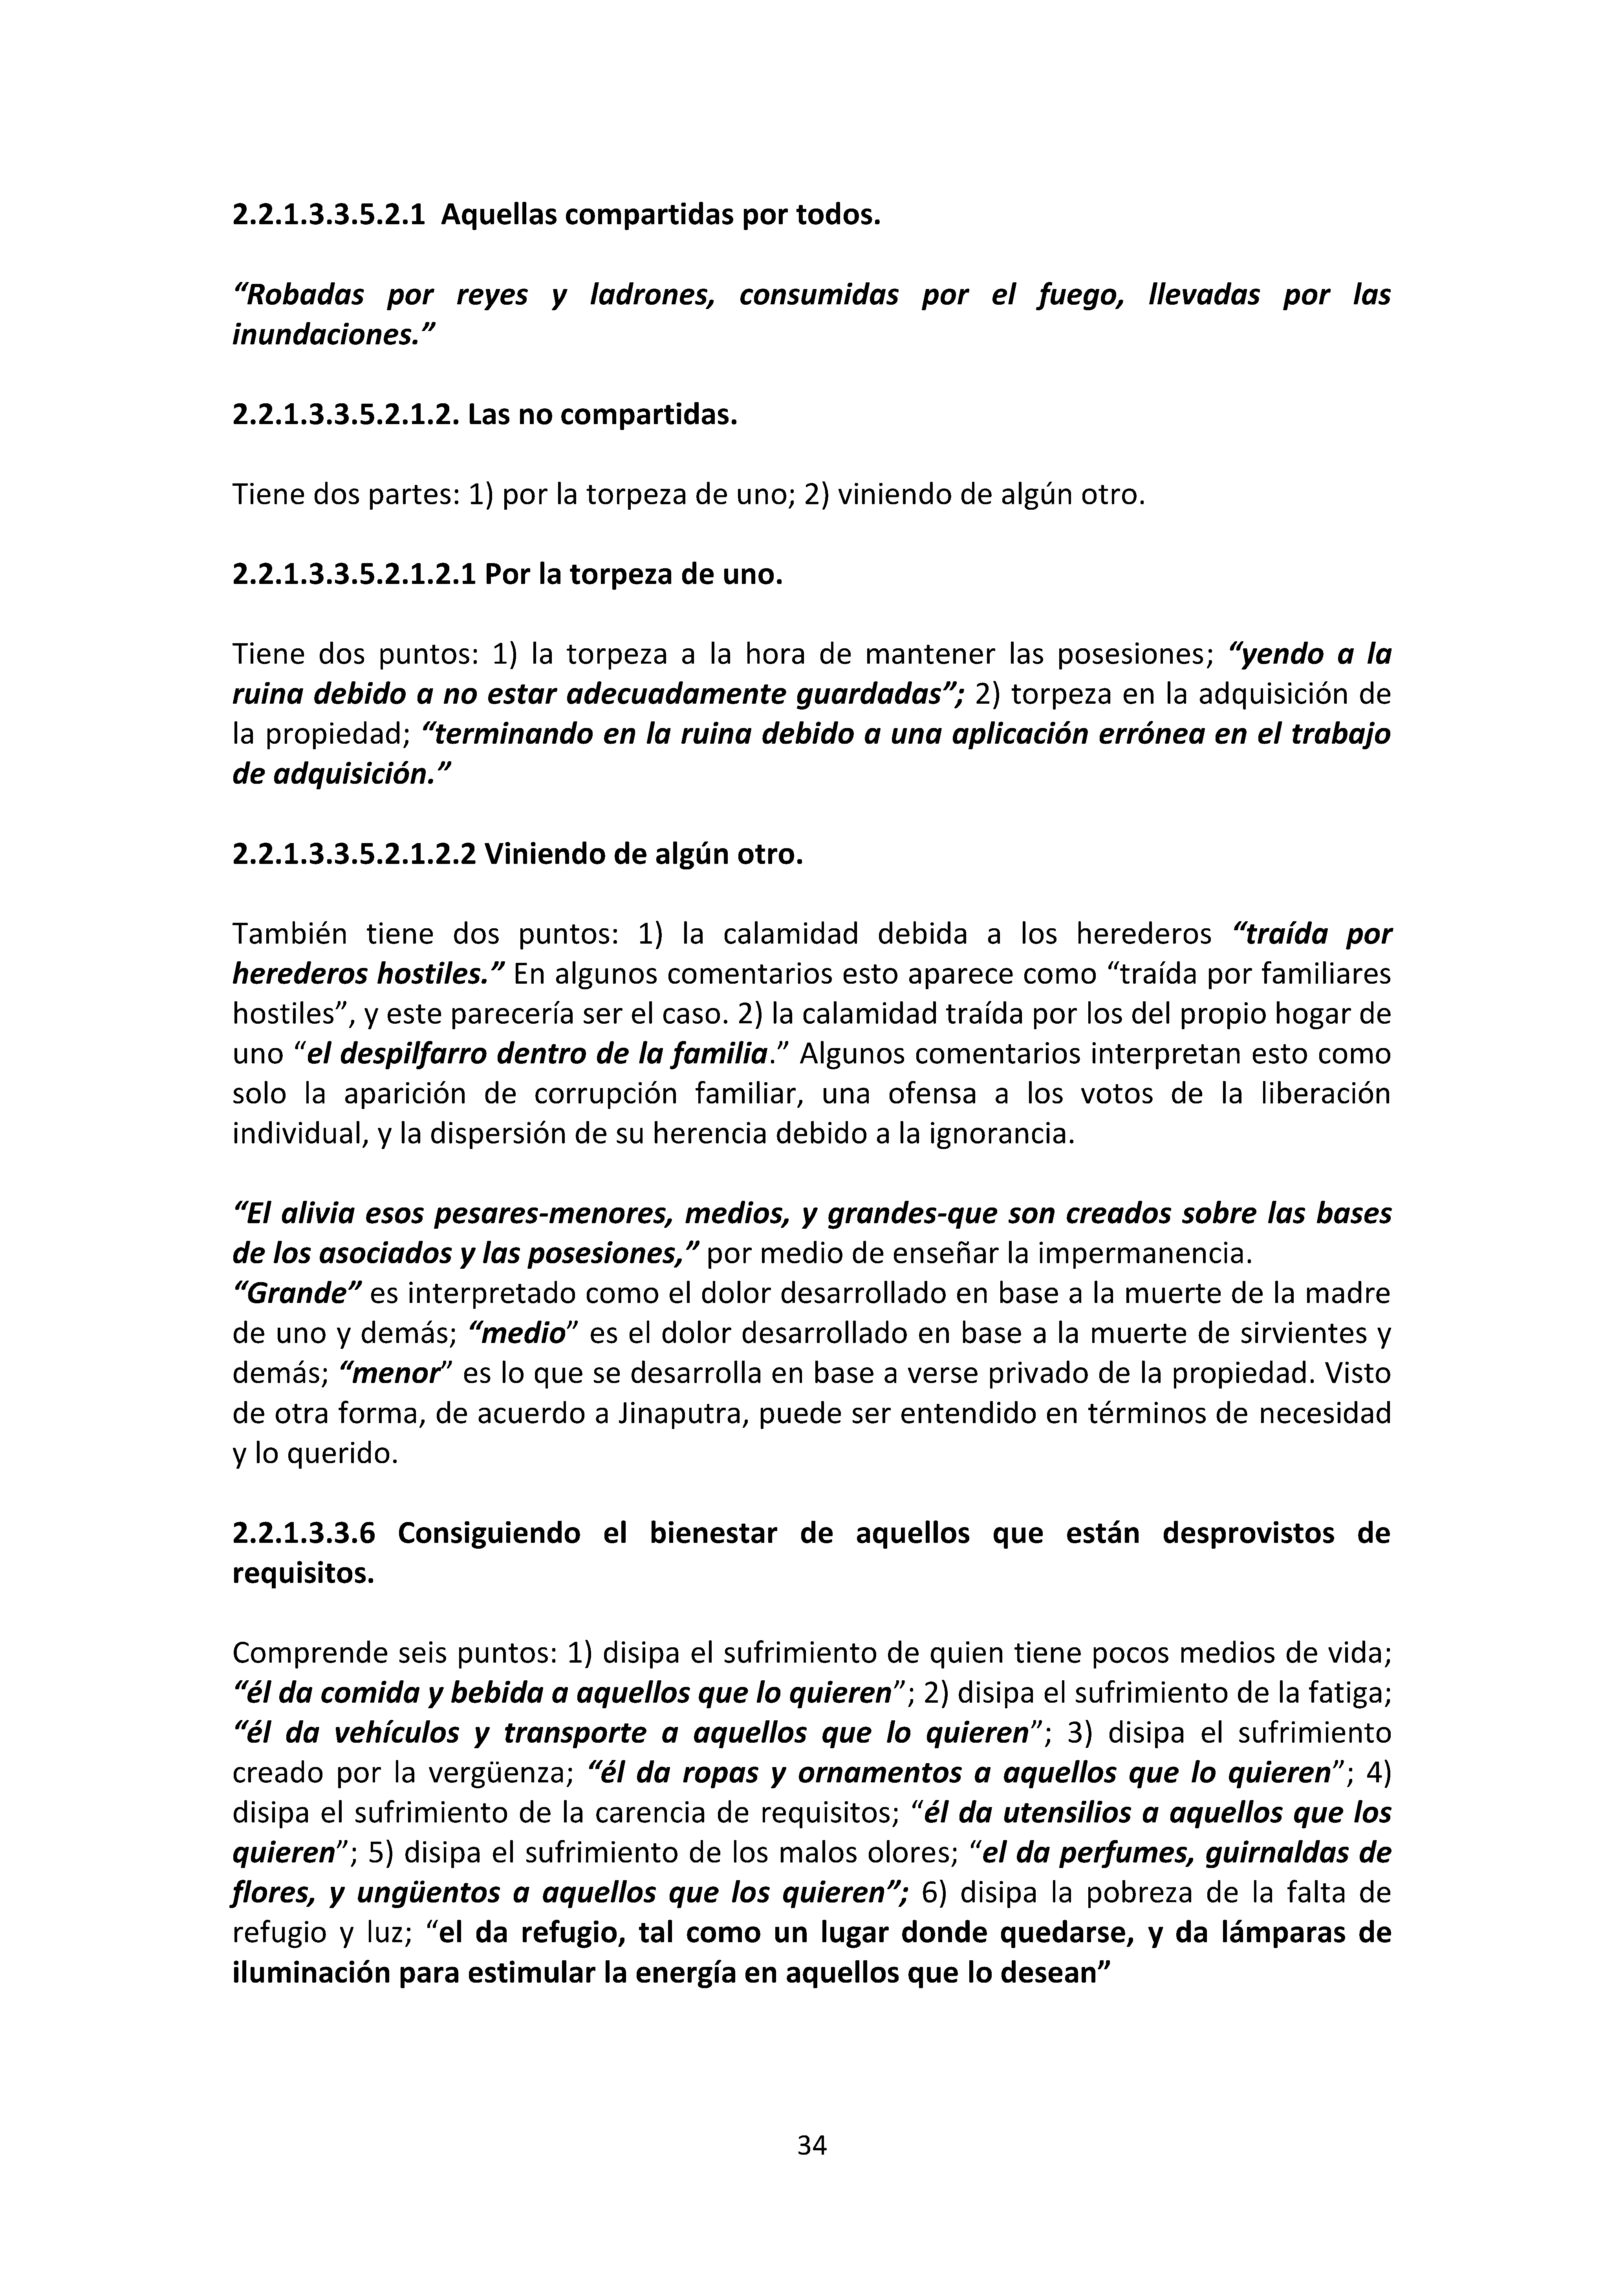 2.2.1.3.3.5.2.1 Aquellas compartidas por todos.
“Robadas por reyes y ladrones, consumidas por el fuego, llevadas por las
inundaciones.”
2.2.1.3.3.5.2.1.2. Las no compartidas.
Tiene dos partes: 1) por la torpeza de uno; 2) viniendo de algún otro.
2.2.1.3.3.5.2.1.2.1 Por la torpeza de uno.
Tiene dos puntos: 1) la torpeza a la hora de mantener las posesiones; “yendo a la
ruina debido a no estar adecuadamente guardadas”; 2) torpeza en la adquisición de
la propiedad; “terminando en la ruina debido a una aplicación errónea en el trabajo
de adquisición.”
2.2.1.3.3.5.2.1.2.2 Viniendo de algún otro.
También tiene dos puntos: 1) la calamidad debida a los herederos “traída por
herederos hostiles.” En algunos comentarios esto aparece como “traída por familiares
hostiles”, y este parecería ser el caso. 2) la calamidad traída por los del propio hogar de
uno “el despilfarro dentro de la familia.” Algunos comentarios interpretan esto como
solo la aparición de corrupción familiar, una ofensa a los votos de la liberación
individual, y la dispersión de su herencia debido a la ignorancia.
“El alivia esos pesares-menores, medios, y grandes-que son creados sobre las bases
de los asociados y las posesiones,” por medio de enseñar la impermanencia.
“Grande” es interpretado como el dolor desarrollado en base a la muerte de la madre
de uno y demás; “medio” es el dolor desarrollado en base a la muerte de sirvientes y
demás; “menor” es lo que se desarrolla en base a verse privado de la propiedad. Visto
de otra forma, de acuerdo a Jinaputra, puede ser entendido en términos de necesidad
y lo querido.
2.2.1.3.3.6 Consiguiendo el bienestar de aquellos que están desprovistos de
requisitos.
Comprende seis puntos: 1) disipa el sufrimiento de quien tiene pocos medios de vida;
“él da comida y bebida a aquellos que lo quieren”; 2) disipa el sufrimiento de la fatiga;
“él da vehículos y transporte a aquellos que lo quieren”; 3) disipa el sufrimiento
creado por la vergüenza; “él da ropas y ornamentos a aquellos que lo quieren”; 4)
disipa el sufrimiento de la carencia de requisitos; “él da utensilios a aquellos que los
quieren”; 5) disipa el sufrimiento de los malos olores; “el da perfumes, guirnaldas de
flores, y ungüentos a aquellos que los quieren”; 6) disipa la pobreza de la falta de
refugio y luz; “el da refugio, tal como un lugar donde quedarse, y da lámparas de
iluminación para estimular la energía en aquellos que lo desean”
34